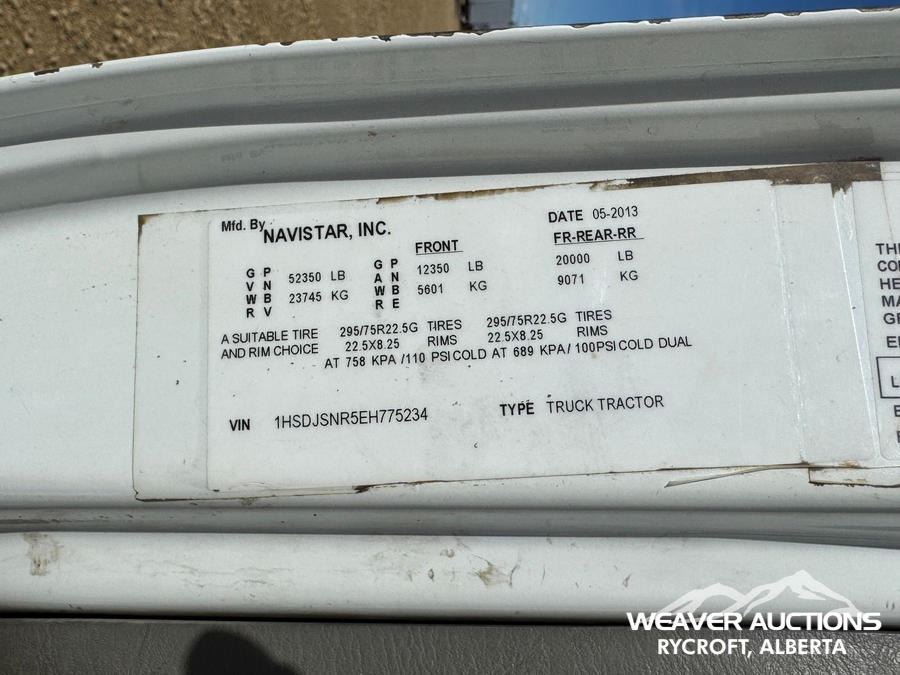 Mfd. By NAVISTAR, INC. DATE 05-2013
FRONT FR-REAR-RR
G P 52350 LB G P 12350 LB 20000 LB
V N 23745 KG A N 5601 KG 9071 KG
W B W B
R V R E
A SUITABLE TIRE 295/75R22.5G TIRES 295/75R22.5G TIRES
AND RIM CHOICE 22.5X8.25 RIMS 22.5X8.25 RIMS
AT 758 KPA /110 PSI COLD AT 689 KPA / 100PSI COLD DUAL
VIN 1HSDJSNR5EH775234 TYPE TRUCK TRACTOR
WEAVER AUCTIONS
RYCROFT, ALBERTA